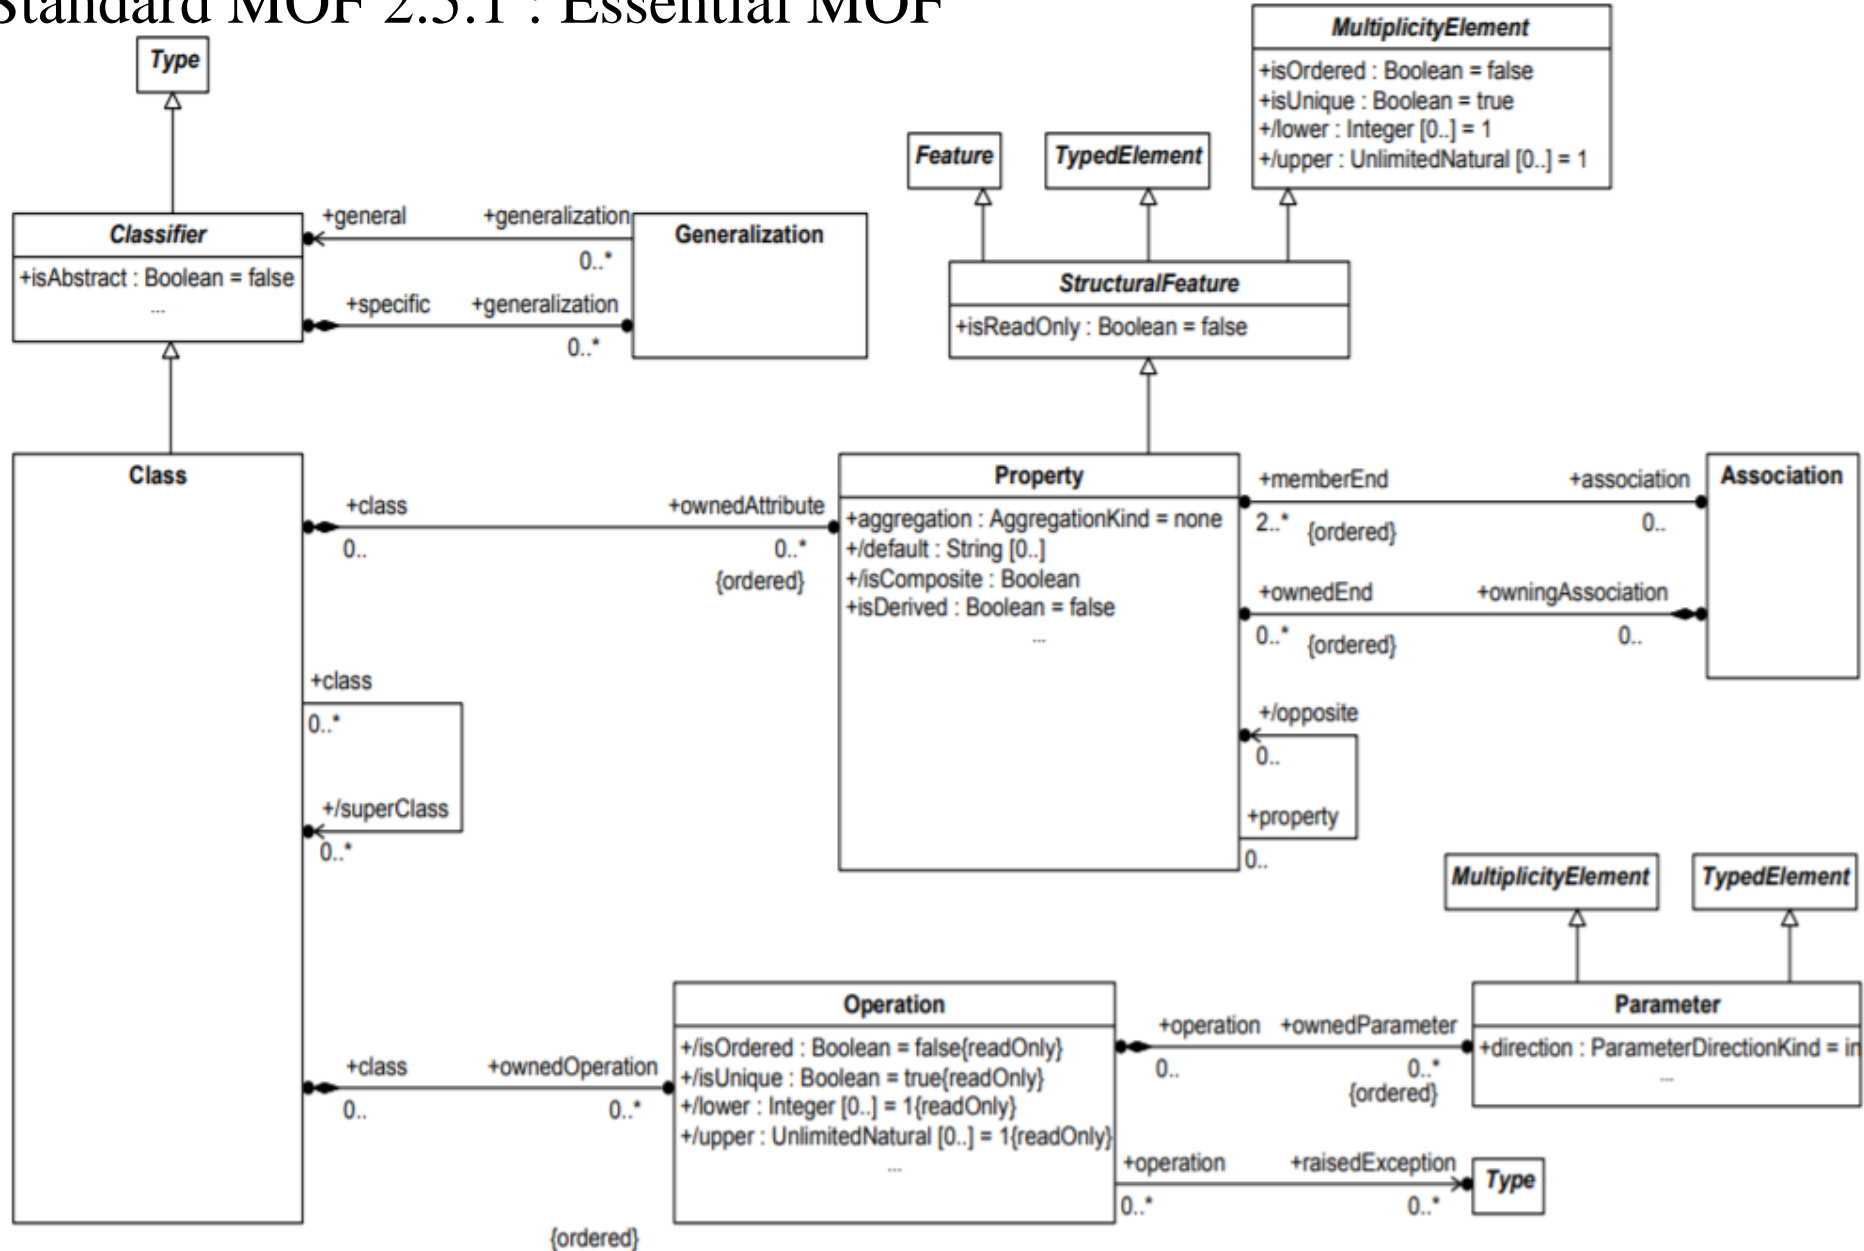 Standard MOF 2.5.1 : Essential MOF
Type
MultiplicityElement
+isOrdered : Boolean = false
+isUnique : Boolean = true
+/lower : Integer [0..] = 1
+/upper : UnlimitedNatural [0..] = 1
Feature
TypedElement
Classifier
+isAbstract : Boolean = false
...
+general
+generalization
0..*
+specific
+generalization
0..*
Generalization
StructuralFeature
+isReadOnly : Boolean = false
Class
+class
0..
+ownedAttribute
0..*
{ordered}
Property
+aggregation : AggregationKind = none
+/default : String [0..]
+/isComposite : Boolean
+isDerived : Boolean = false
...
+memberEnd
2..*
{ordered}
+association
0..
Association
+ownedEnd
0..*
{ordered}
+owningAssociation
0..
+class
0..*
+/superClass
0..*
+/opposite
0..
+property
0..
MultiplicityElement
TypedElement
+class
0..
+ownedOperation
0..*
{ordered}
Operation
+/isOrdered : Boolean = false{readOnly}
+/isUnique : Boolean = true{readOnly}
+/lower : Integer [0..] = 1{readOnly}
+/upper : UnlimitedNatural [0..] = 1{readOnly}
...
+operation
0..
+ownedParameter
0..*
{ordered}
Parameter
+direction : ParameterDirectionKind = in
...
+operation
0..*
+raisedException
0..*
Type